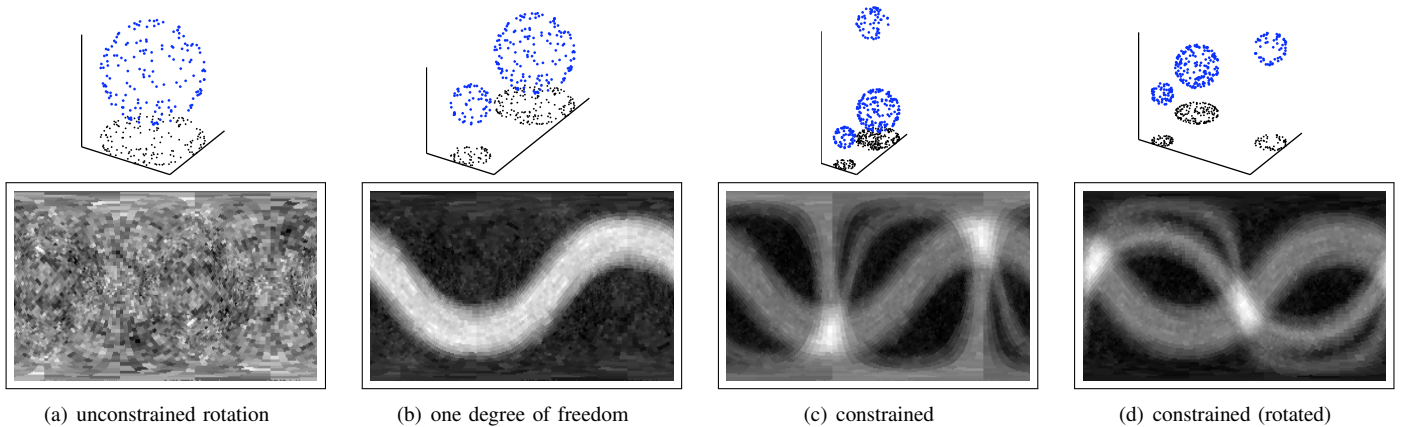 (a) unconstrained rotation
(b) one degree of freedom
(c) constrained
(d) constrained (rotated)